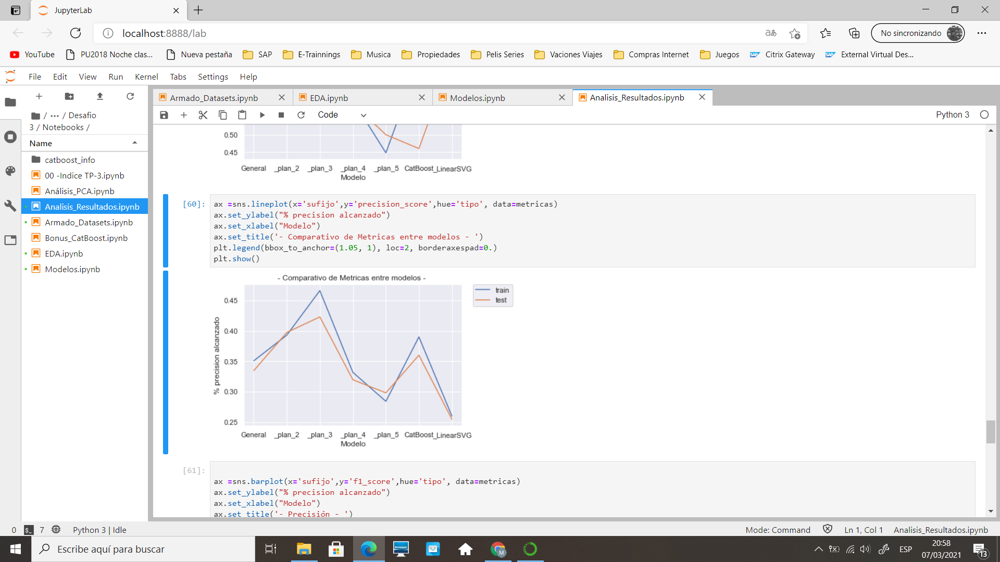 JupyterLab
localhost:8888/lab
aあ
No sincronizando
YouTube
PU2018 Noche clas...
Nueva pestaña
SAP
E-Trainnings
Musica
Propiedades
Pelis Series
Vaciones Viajes
Compras Internet
Juegos
SAP
Citrix Gateway
SAP
External Virtual Des...
File Edit View Run Kernel Tabs Settings Help
Armado_Datasets.ipynb
EDA.ipynb
Modelos.ipynb
Analisis_Resultados.ipynb
Code
Python 3
/ ··· / Desafio
3 / Notebooks /
Name
catboost_info
00 -Indice TP-3.ipynb
Análisis_PCA.ipynb
Analisis_Resultados.ipynb
Armado_Datasets.ipynb
Bonus_CatBoost.ipynb
EDA.ipynb
Modelos.ipynb
0.50
0.45
General _plan_2 _plan_3 _plan_4 _plan_5 CatBoost_LinearSVG
Modelo
[60]:
ax =sns.lineplot(x='sufijo',y='precision_score',hue='tipo', data=metricas)
ax.set_ylabel("% precision alcanzado")
ax.set_xlabel("Modelo")
ax.set_title('- Comparativo de Metricas entre modelos - ')
plt.legend(bbox_to_anchor=(1.05, 1), loc=2, borderaxespad=0.)
plt.show()
- Comparativo de Metricas entre modelos -
train
test
% precision alcanzado
0.45
0.40
0.35
0.30
0.25
General _plan_2 _plan_3 _plan_4 _plan_5 CatBoost_LinearSVG
Modelo
[61]:
ax =sns.barplot(x='sufijo',y='f1_score',hue='tipo', data=metricas)
ax.set_ylabel("% precision alcanzado")
ax.set_xlabel("Modelo")
ax.set_title('- Precisión - ')
0 $_ 7 Python 3 | Idle
Mode: Command Ln 1, Col 1 Analisis_Resultados.ipynb
Escribe aquí para buscar
M
ESP
20:58
07/03/2021
13